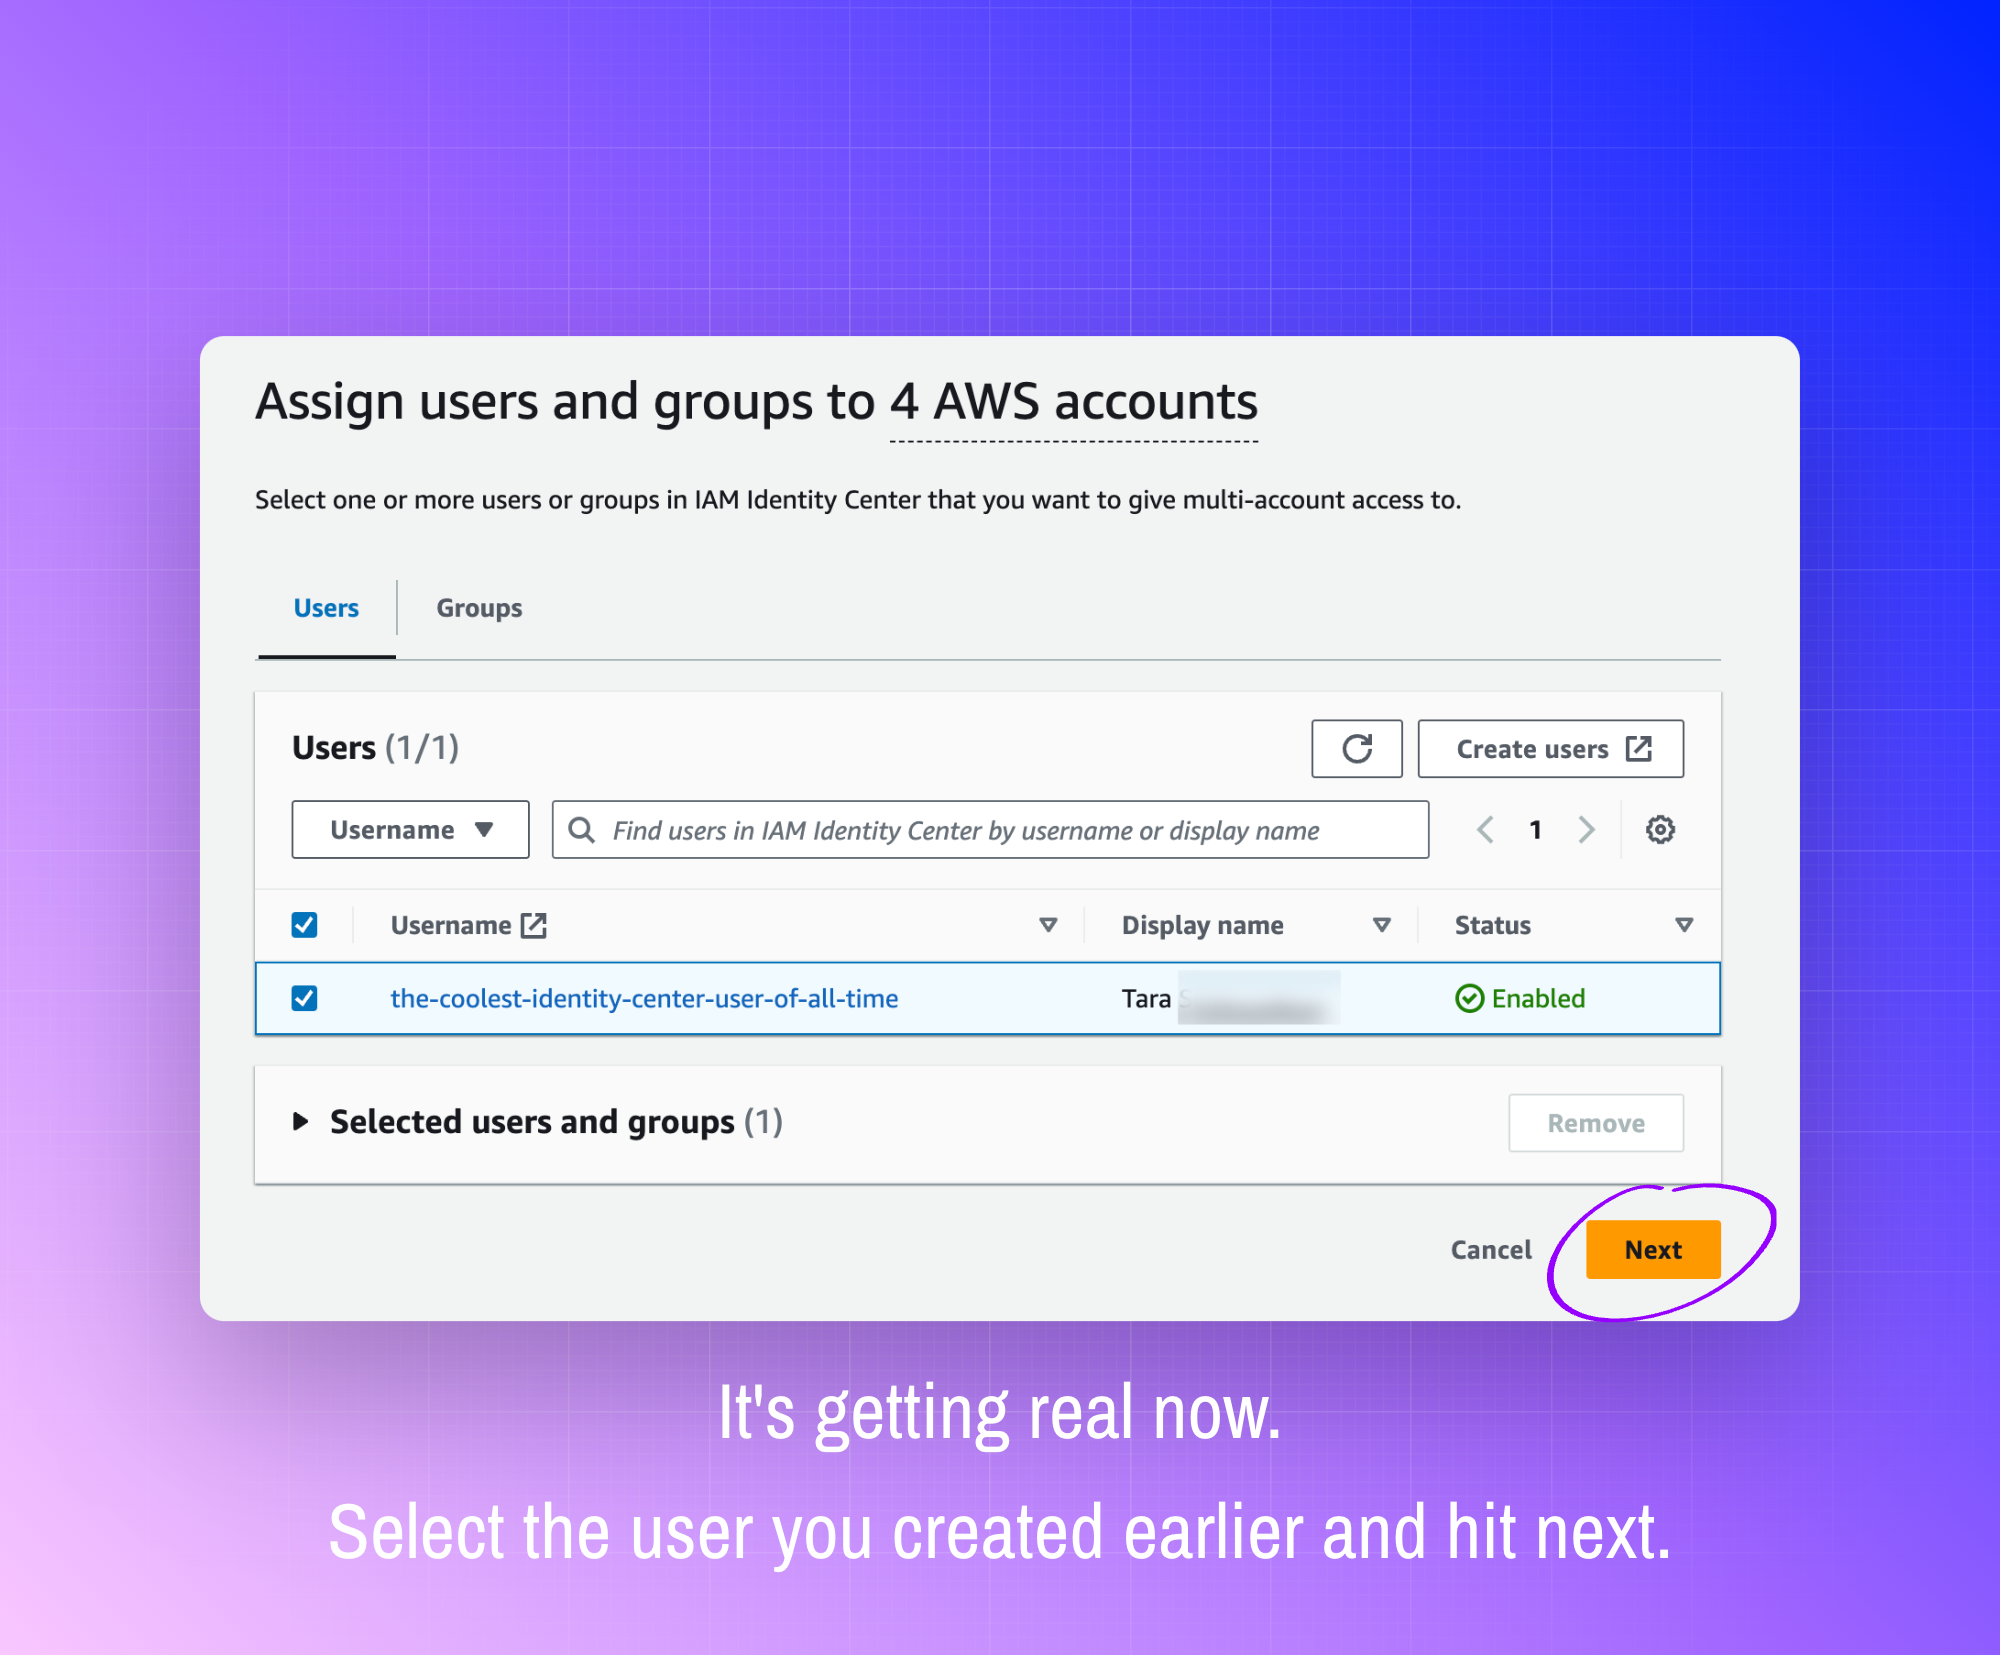 Assign users and groups to 4 AWS accounts
Select one or more users or groups in IAM Identity Center that you want to give multi-account access to.
Users Groups
Users (1/1) Create users
Username Find users in IAM Identity Center by username or display name 1
Username Display name Status
the-coolest-identity-center-user-of-all-time Tara Enabled
Selected users and groups (1) Remove
Cancel Next
It's getting real now.
Select the user you created earlier and hit next.